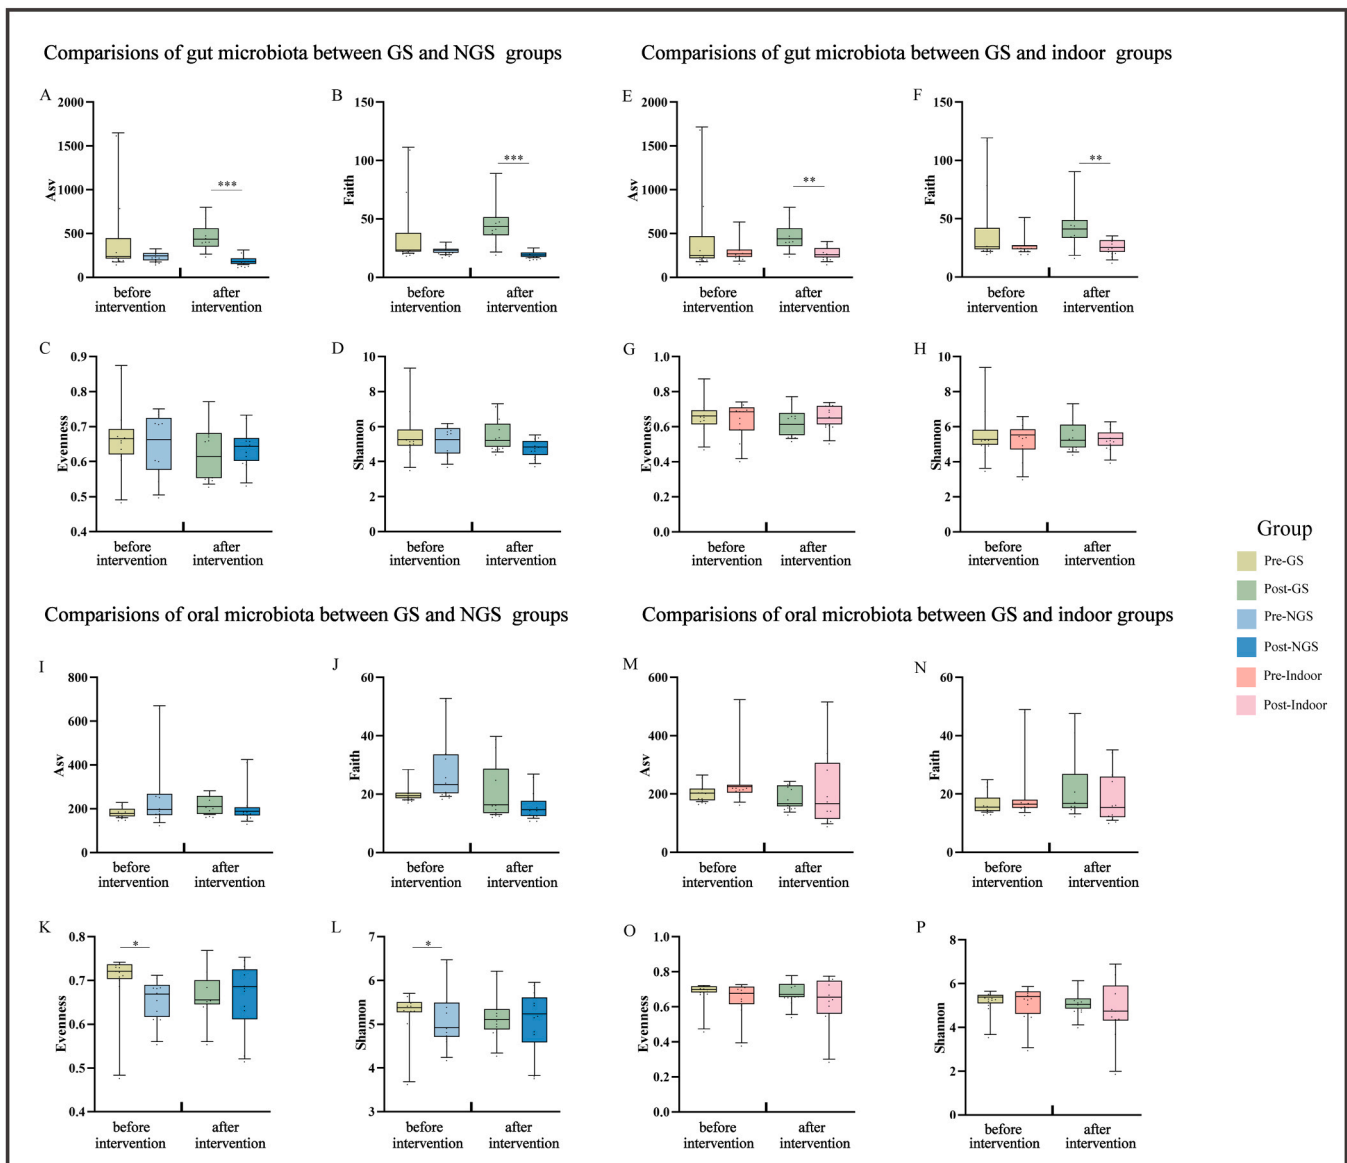 Comparisions of gut microbiota between GS and NGS groups
Comparisions of gut microbiota between GS and indoor groups
A
2000
1500
1000
500
0
Asv
***
before intervention
after intervention
B
150
100
50
0
Faith
***
before intervention
after intervention
E
2000
1500
1000
500
0
Asv
**
before intervention
after intervention
F
150
100
50
0
Faith
**
before intervention
after intervention
C
0.9
0.8
0.7
0.6
0.5
0.4
Evenness
before intervention
after intervention
D
10
8
6
4
2
0
Shannon
before intervention
after intervention
G
1.0
0.8
0.6
0.4
0.2
0.0
Evenness
before intervention
after intervention
H
10
8
6
4
2
0
Shannon
before intervention
after intervention
Group
Pre-GS
Post-GS
Pre-NGS
Post-NGS
Pre-Indoor
Post-Indoor
Comparisions of oral microbiota between GS and NGS groups
Comparisions of oral microbiota between GS and indoor groups
I
800
600
400
200
0
Asv
before intervention
after intervention
J
60
40
20
0
Faith
before intervention
after intervention
M
600
400
200
0
Asv
before intervention
after intervention
N
60
40
20
0
Faith
before intervention
after intervention
K
0.8
0.7
0.6
0.5
0.4
Evenness
*
before intervention
after intervention
L
7
6
5
4
3
Shannon
*
before intervention
after intervention
O
1.0
0.8
0.6
0.4
0.2
0.0
Evenness
before intervention
after intervention
P
8
6
4
2
0
Shannon
before intervention
after intervention